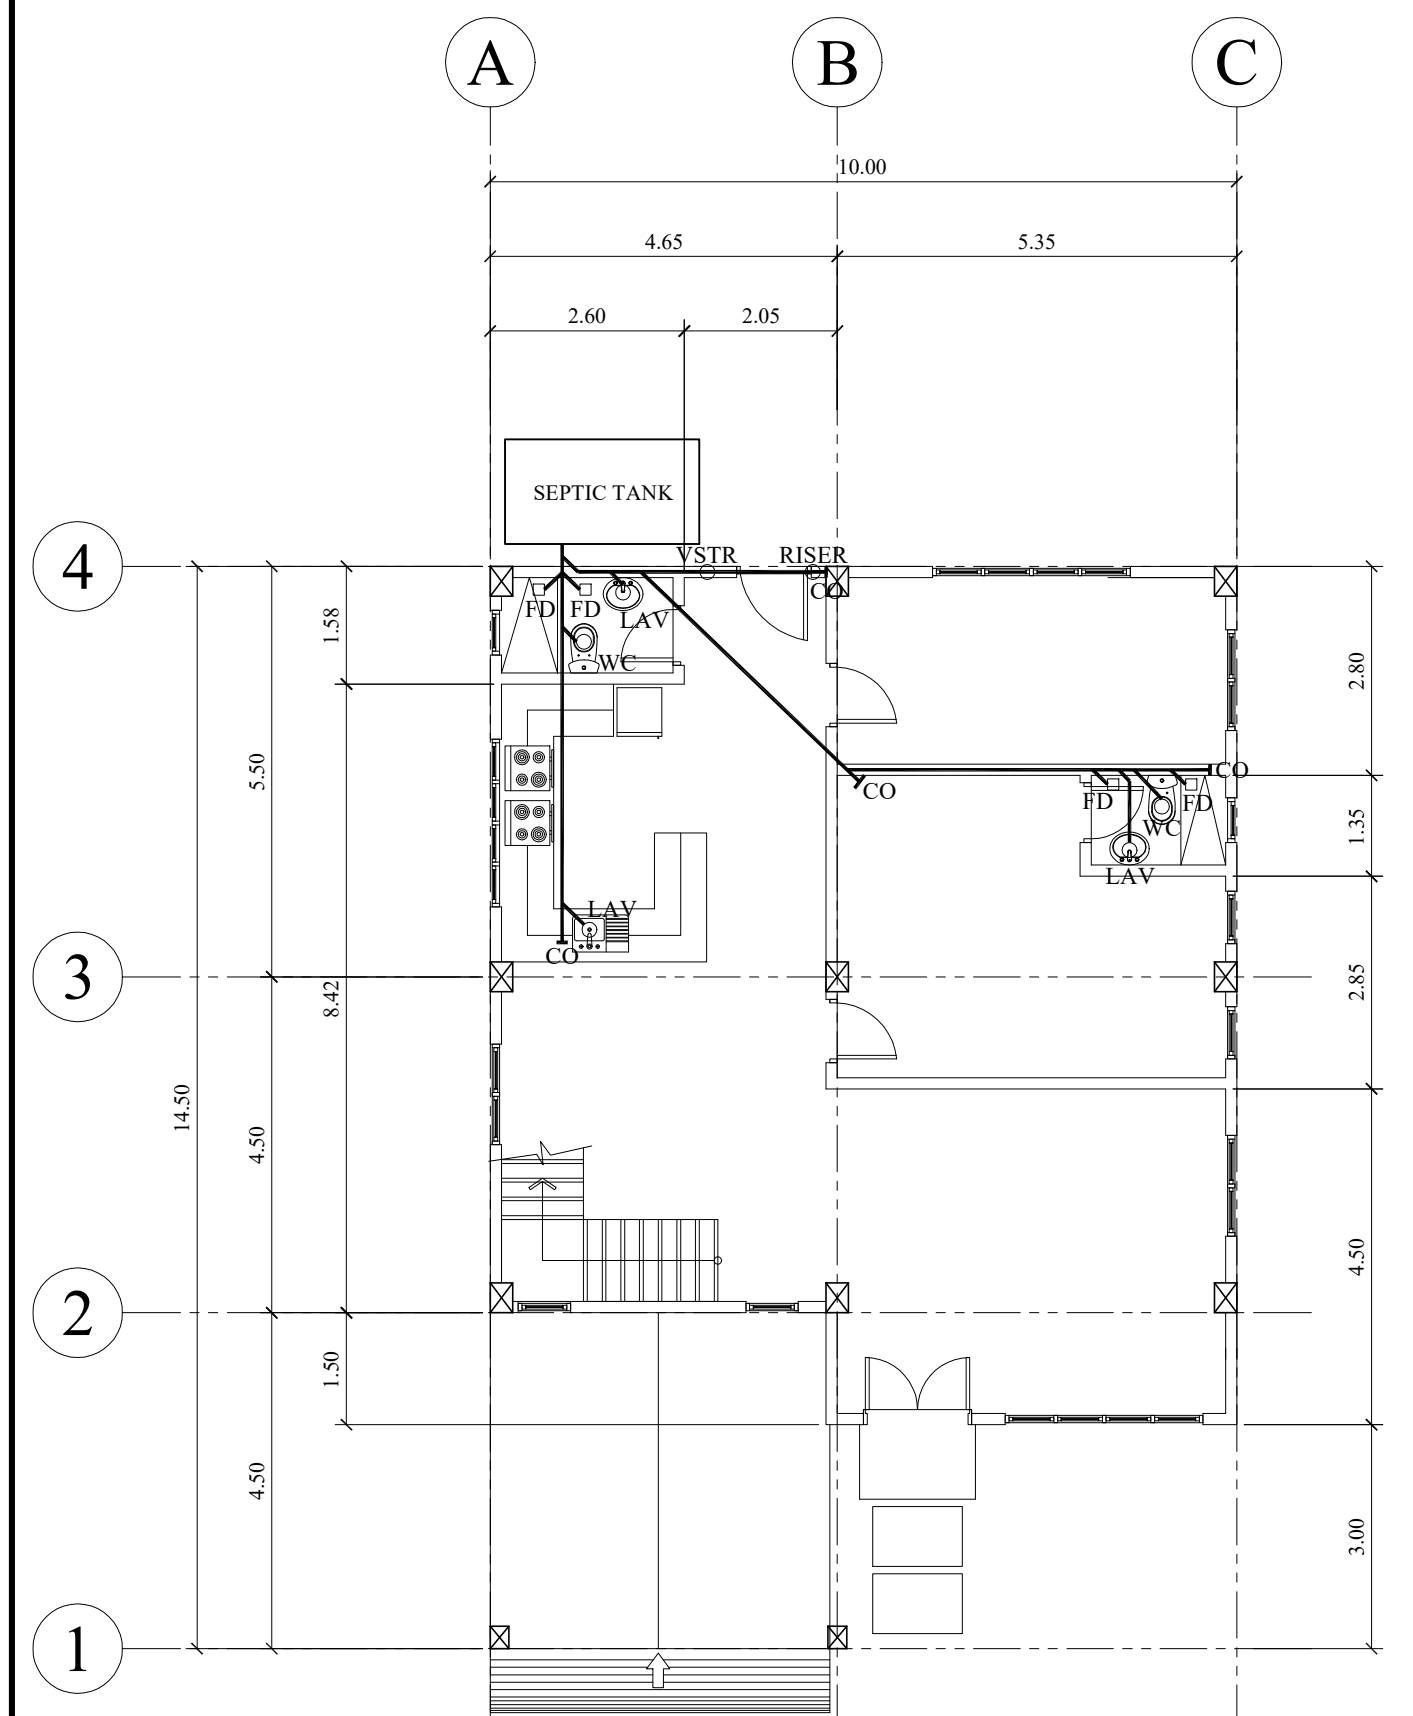 A
B
C
10.00
4.65
5.35
2.60
2.05
SEPTIC TANK
4
VSTR
RISER
CO
FD
FD
LAV
WC
1.58
2.80
5.50
CO
CO
FD
FD
WC
LAV
1.35
LAV
CO
3
8.42
2.85
14.50
4.50
4.50
2
1.50
4.50
3.00
1